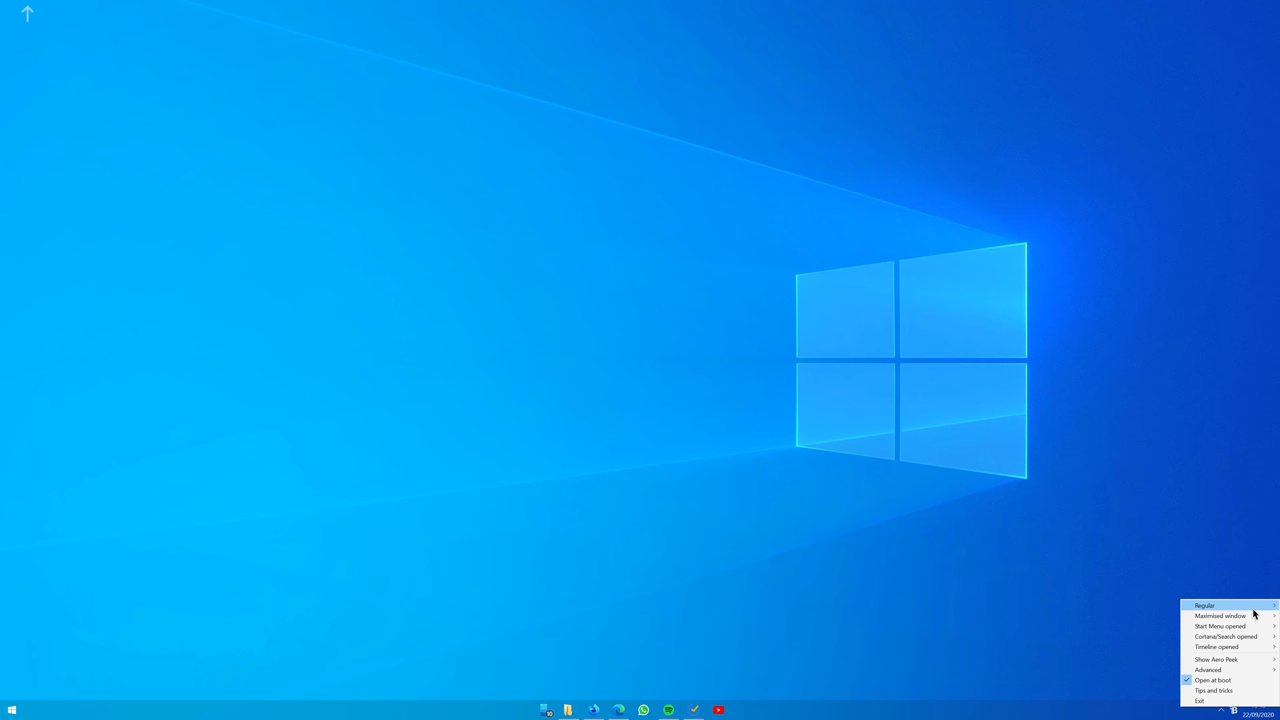 Regular
Maximised window
Start Menu opened
Cortana/Search opened
Timeline opened
Show Aero Peek
Advanced
Open at boot
Tips and tricks
Exit
10
22/09/2020